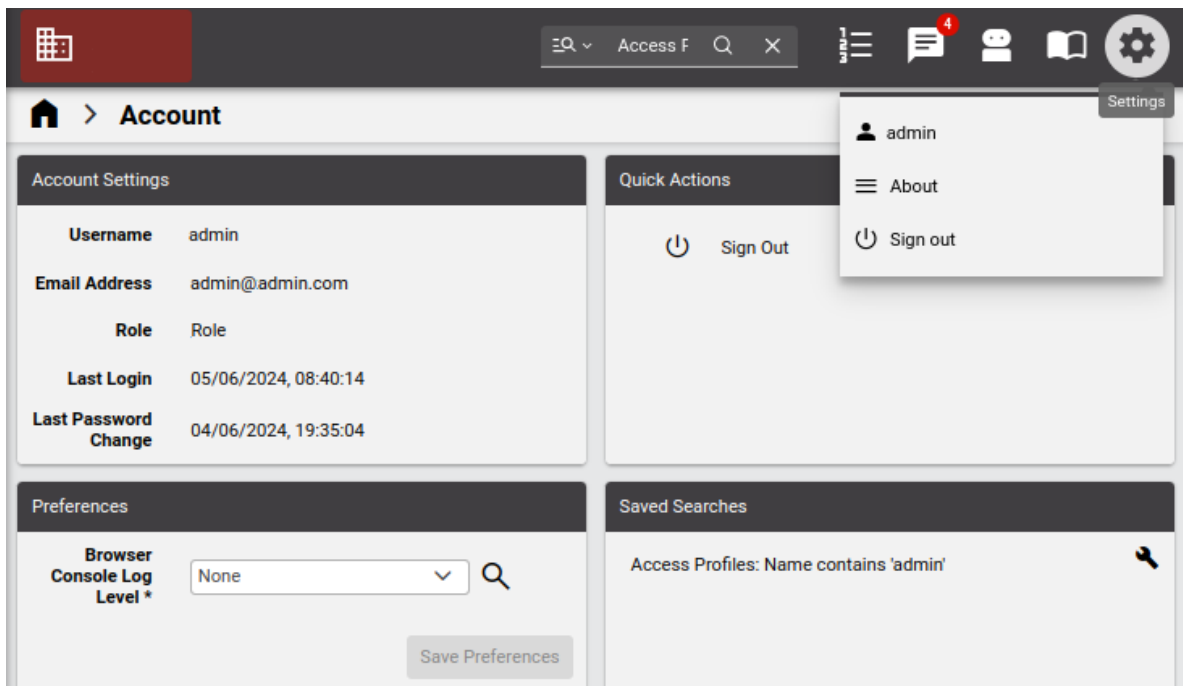 Access F
4
Settings
Account
admin
About
Sign out
Account Settings
Username admin
Email Address admin@admin.com
Role Role
Last Login 05/06/2024, 08:40:14
Last Password Change 04/06/2024, 19:35:04
Quick Actions
Sign Out
Preferences
Browser Console Log Level * None
Save Preferences
Saved Searches
Access Profiles: Name contains 'admin'